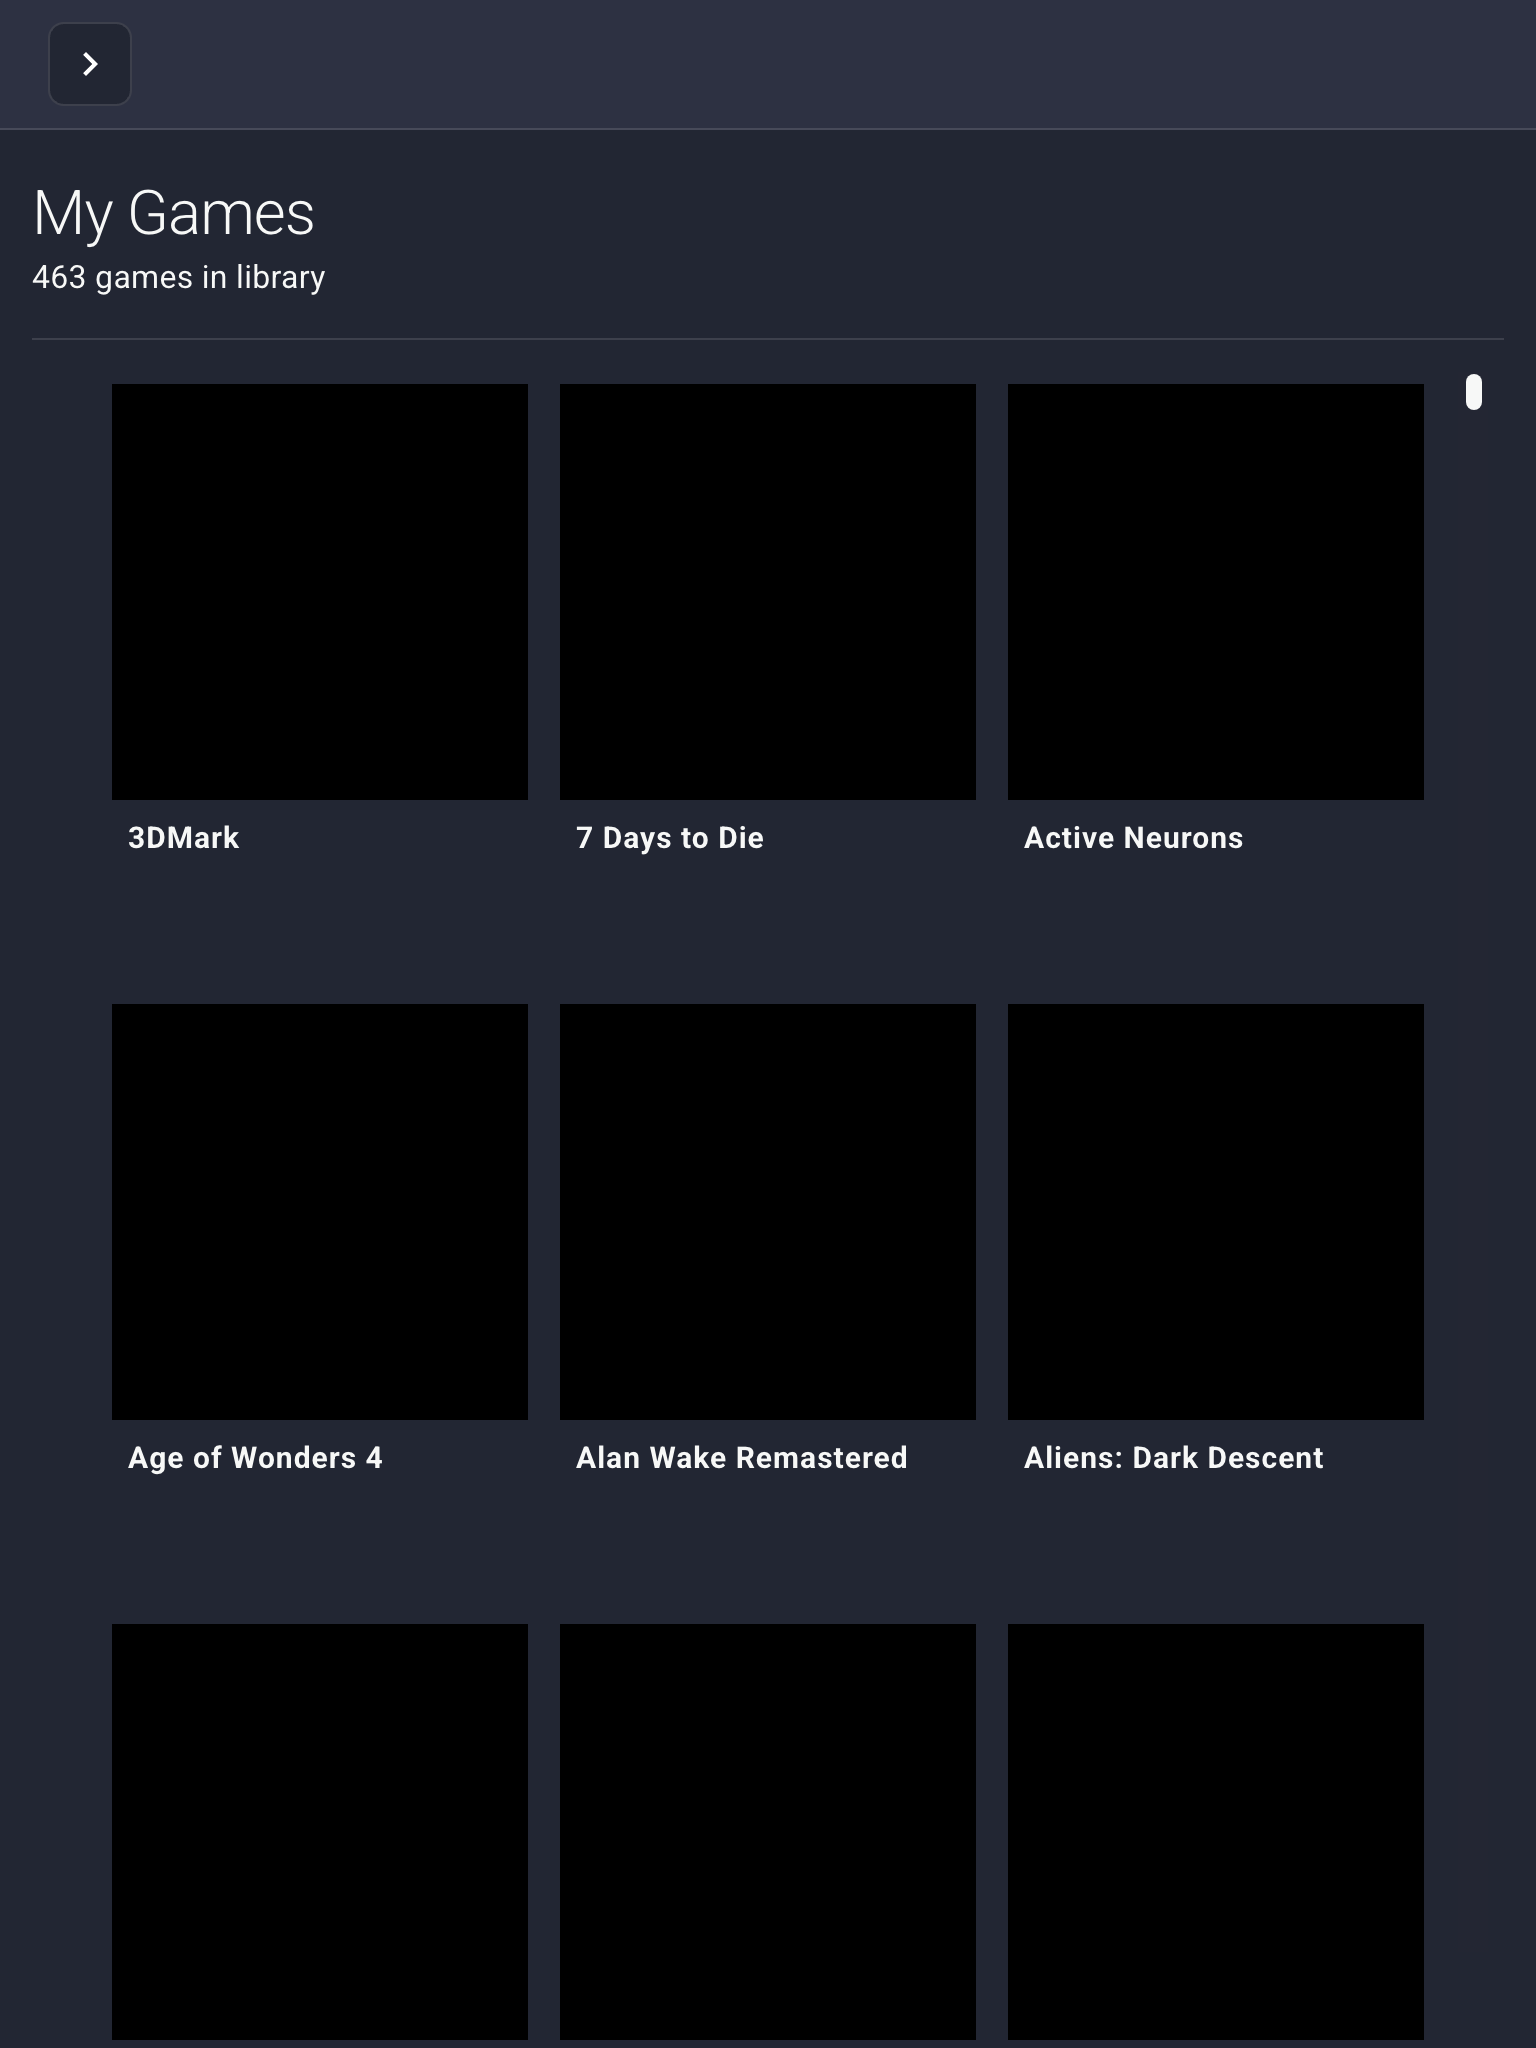 My Games
463 games in library
3DMark
7 Days to Die
Active Neurons
Age of Wonders 4
Alan Wake Remastered
Aliens: Dark Descent